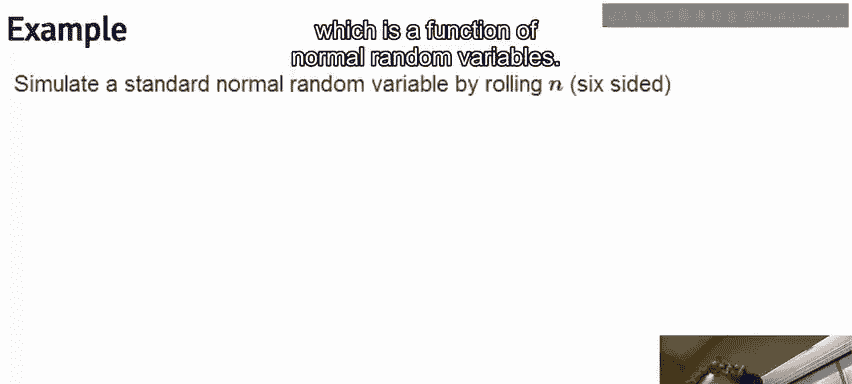 Example
which is a function of
normal random variables.
Simulate a standard normal random variable by rolling n (six sided)